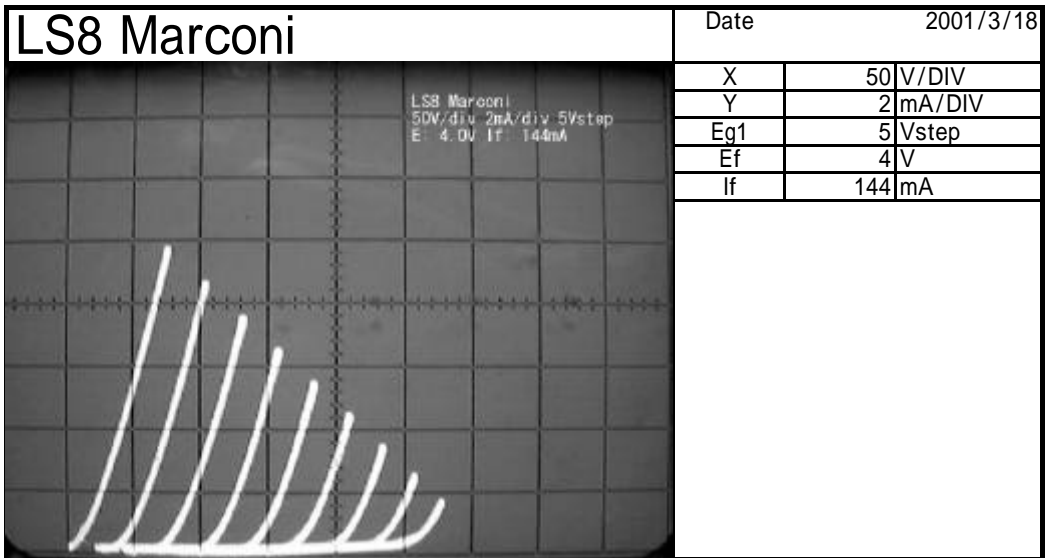 LS8 Marconi
Date 2001/3/18
X 50 V/DIV
Y 2 mA/DIV
Eg1 5 Vstep
Ef 4 V
If 144 mA
LS8 Marconi
50V/div 2mA/div 5Vstep
E: 4.0V If: 144mA